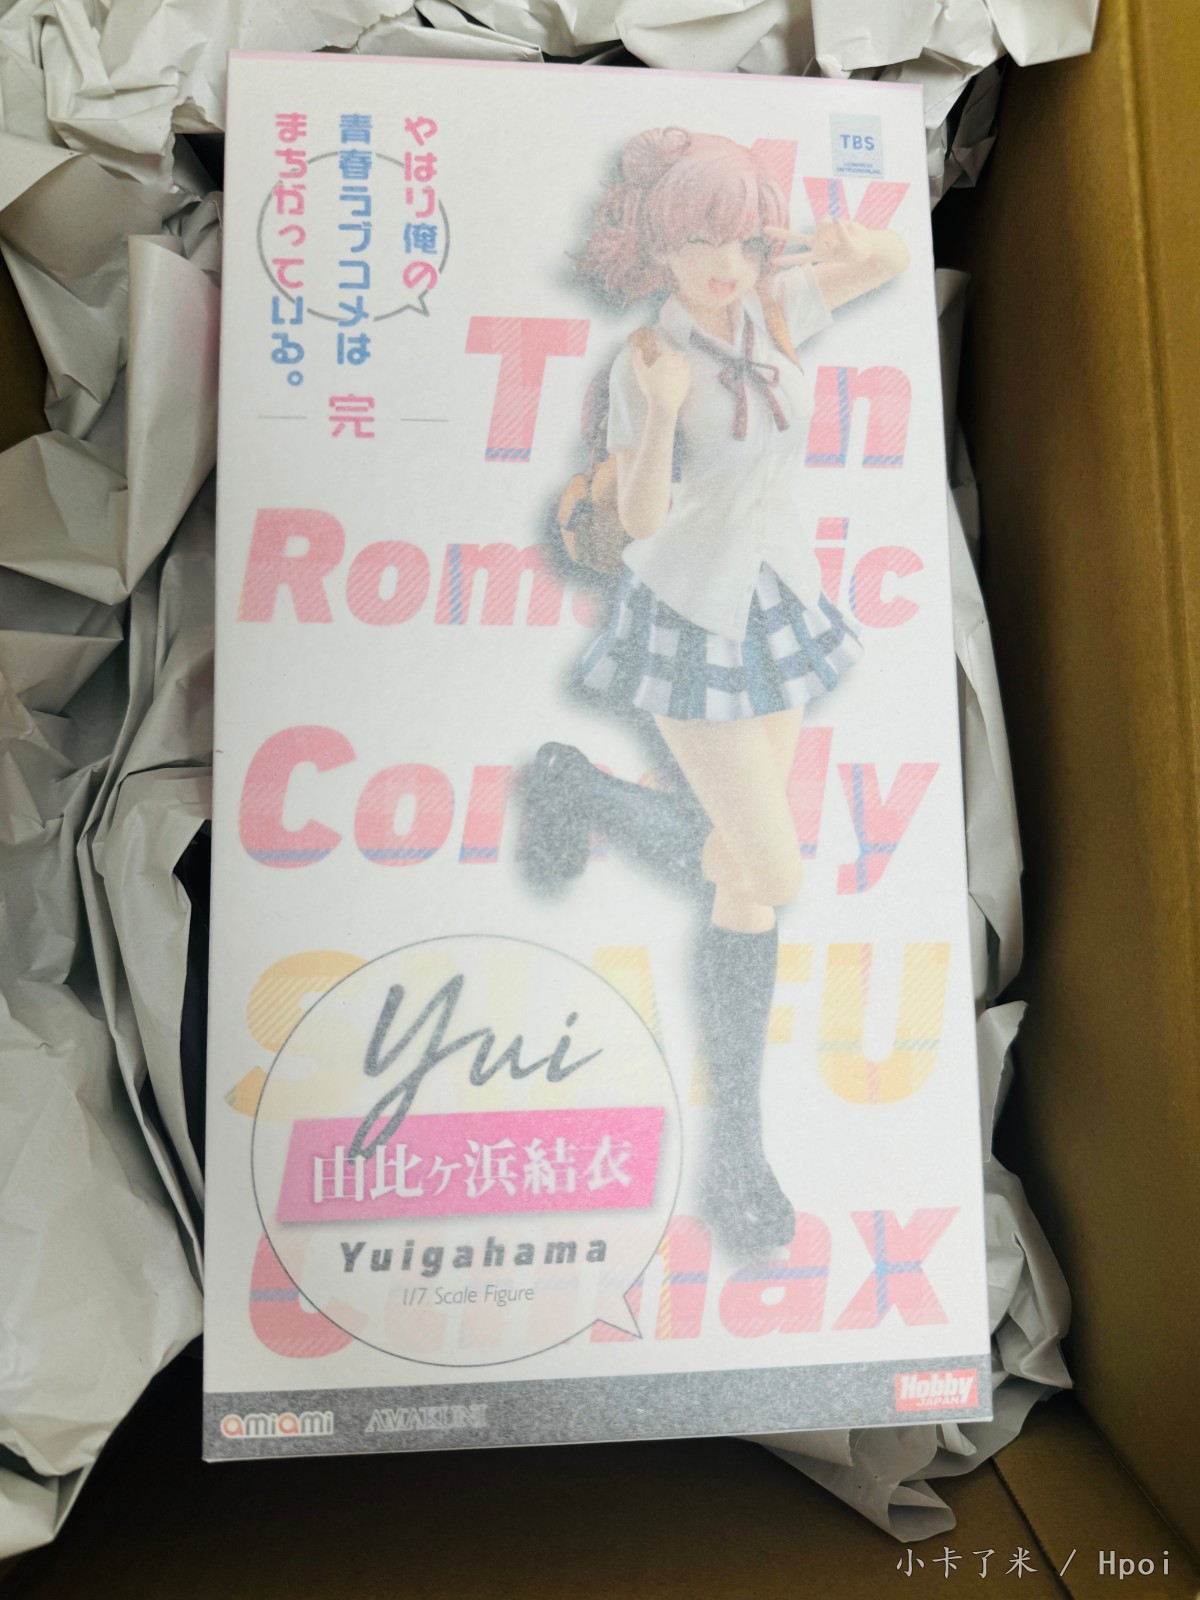 やはり俺の
青春ラブコメは
まちがっている。
完
TBS
My
Teen
Romantic
Comedy
SNAFU
Climax
Yui
由比ヶ浜結衣
Yuigahama
1/7 Scale Figure
amiami
AMAKUNI
Hobby
JAPAN
小卡了米 / Hpoi